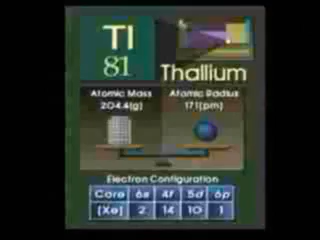 Tl
81
Thallium
Atomic Mass
204.4(g)
Atomic Radius
171(pm)
Electron Configuration
Core 6s 4f 5d 6p
[Xe] 2 14 10 1